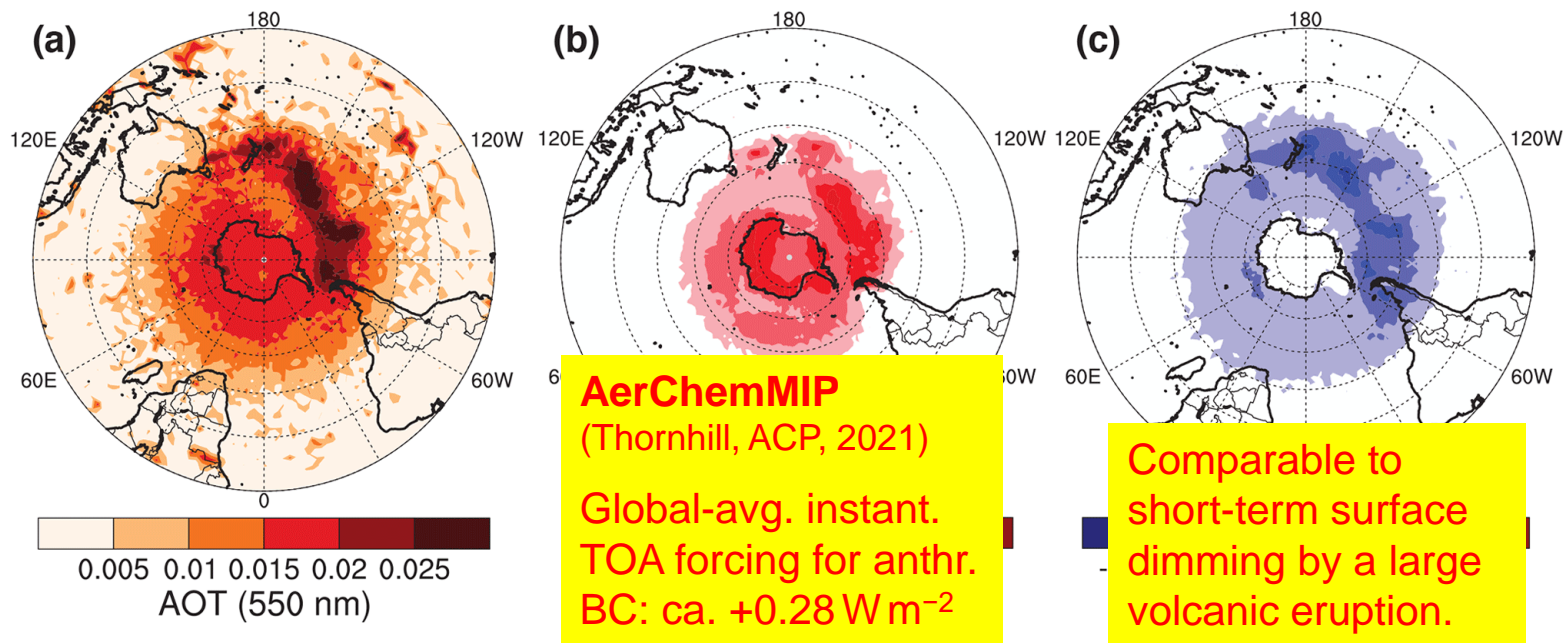 (a)
180
120E
120W
60E
60W
0
0.005 0.01 0.015 0.02 0.025
AOT (550 nm)
(b)
180
120E
120W
AerChemMIP
(Thornhill, ACP, 2021)
Global-avg. instant.
TOA forcing for anthr.
BC: ca. +0.28 W m⁻²
(c)
180
120E
120W
60E
60W
Comparable to
short-term surface
dimming by a large
volcanic eruption.